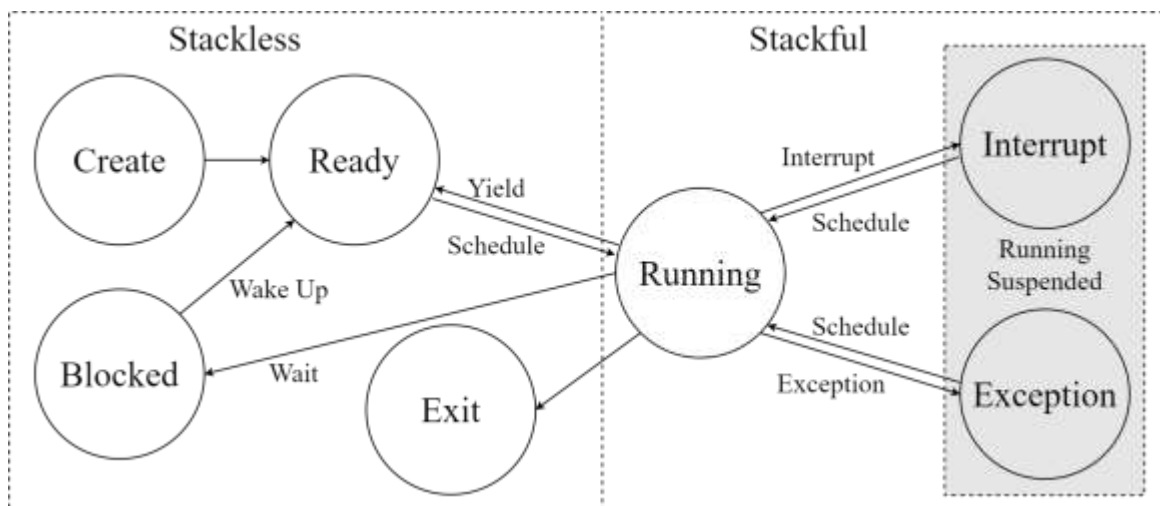 Stackless
Stackful
Create
Ready
Yield
Schedule
Wake Up
Blocked
Wait
Exit
Running
Interrupt
Schedule
Interrupt
Running
Suspended
Schedule
Exception
Exception